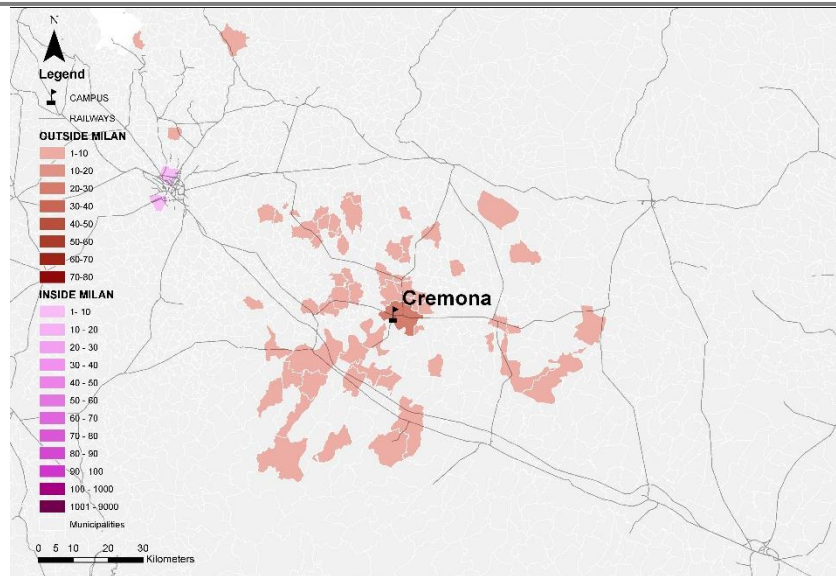 N
Legend
CAMPUS
RAILWAYS
OUTSIDE MILAN
1-10
10-20
20-30
30-40
40-50
50-60
60-70
70-80
INSIDE MILAN
1- 10
10 - 20
20 - 30
30 - 40
40 - 50
50 - 60
60 - 70
70 - 80
80 - 90
90 100
100 - 1000
1001 - 9000
Municipalities
0 5 10 20 30
Kilometers
Cremona